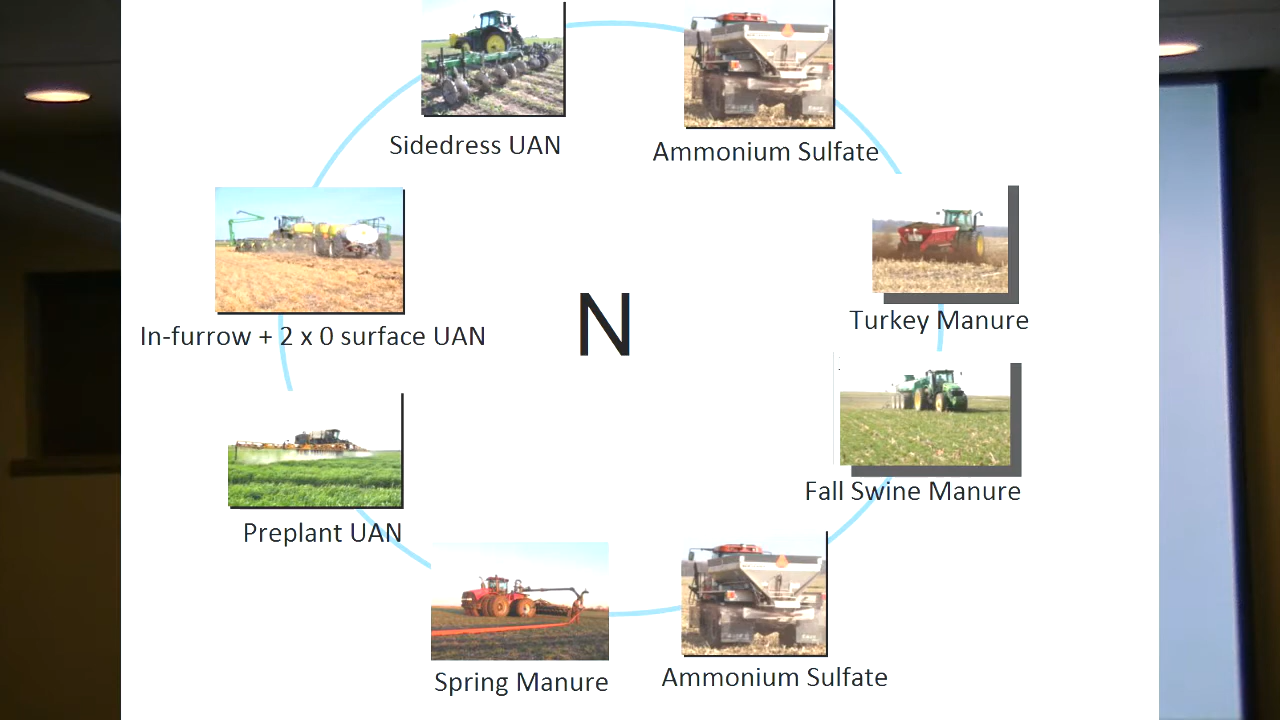 Sidedress UAN
Ammonium Sulfate
Turkey Manure
In-furrow + 2 x 0 surface UAN
N
Fall Swine Manure
Preplant UAN
Spring Manure
Ammonium Sulfate